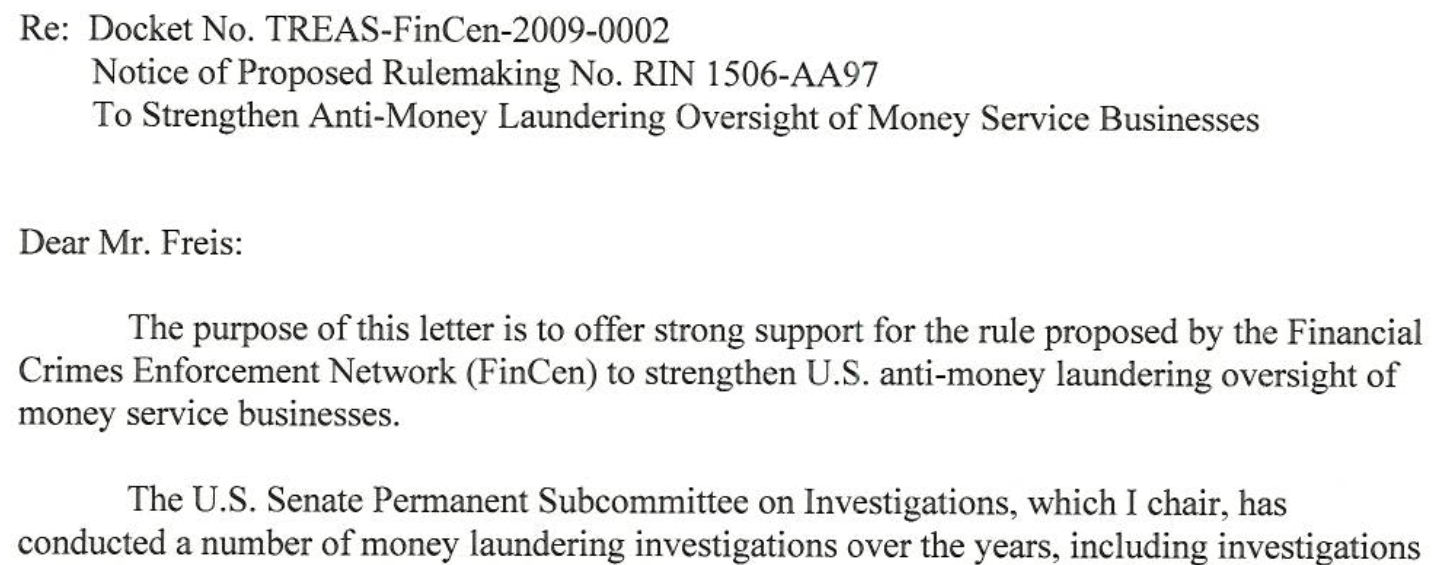 Re: Docket No. TREAS-FinCen-2009-0002
Notice of Proposed Rulemaking No. RIN 1506-AA97
To Strengthen Anti-Money Laundering Oversight of Money Service Businesses
Dear Mr. Freis:
The purpose of this letter is to offer strong support for the rule proposed by the Financial
Crimes Enforcement Network (FinCen) to strengthen U.S. anti-money laundering oversight of
money service businesses.
The U.S. Senate Permanent Subcommittee on Investigations, which I chair, has
conducted a number of money laundering investigations over the years, including investigations